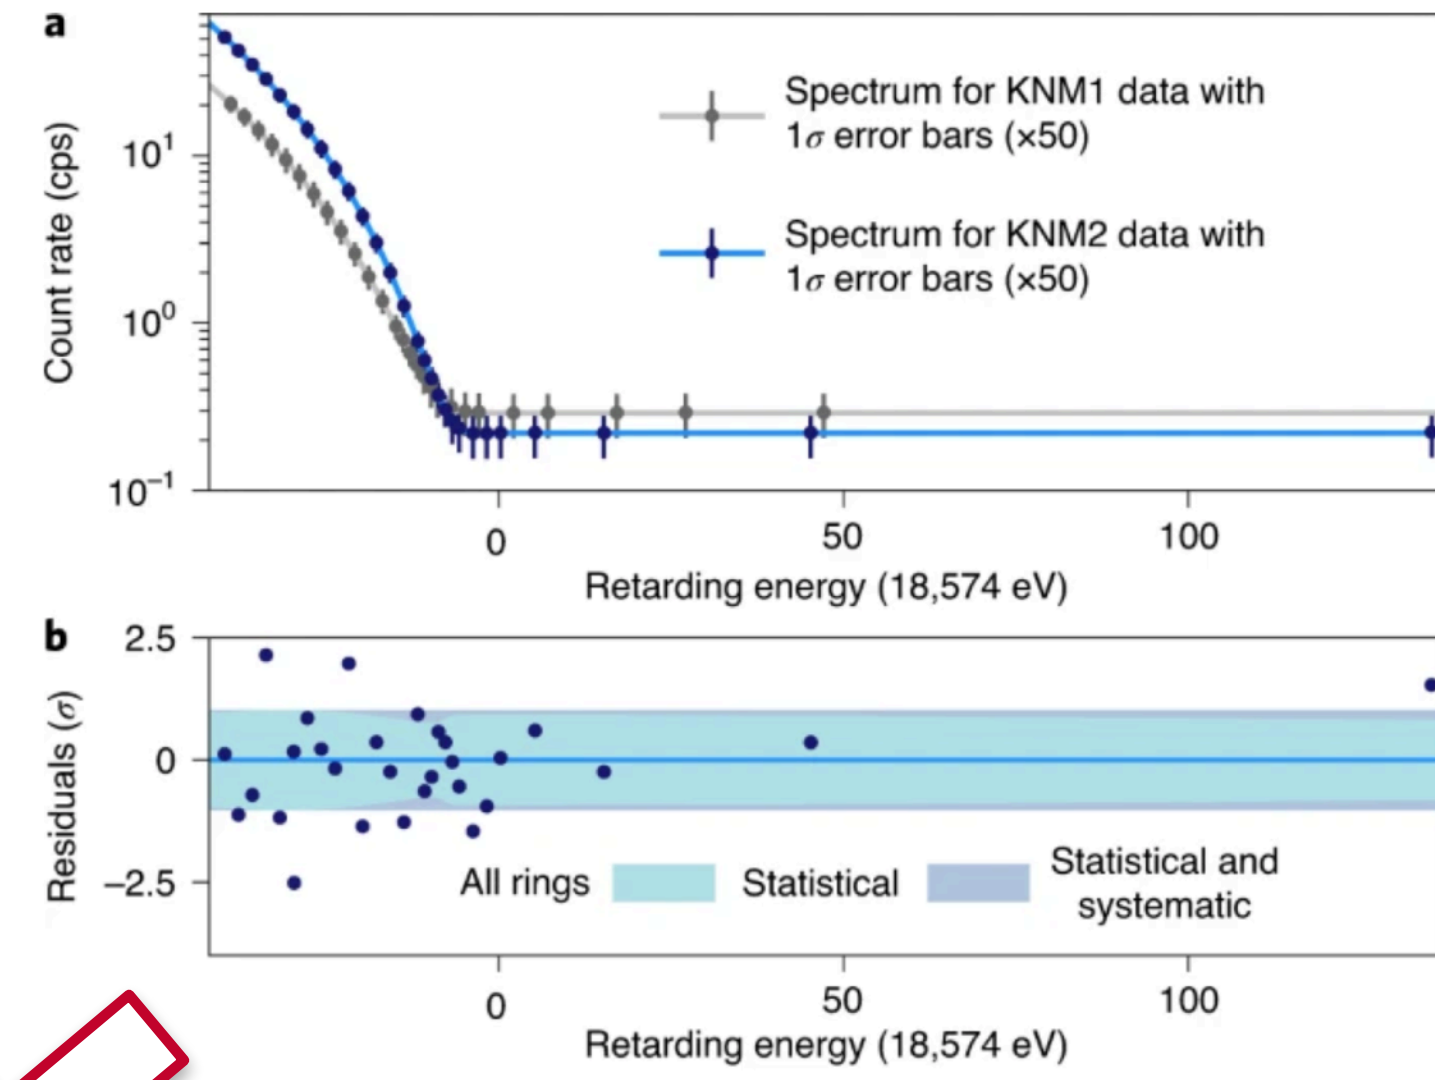 a
Count rate (cps)
10¹
10⁰
10⁻¹
Spectrum for KNM1 data with
1σ error bars (×50)
Spectrum for KNM2 data with
1σ error bars (×50)
0
50
100
Retarding energy (18,574 eV)
b
Residuals (σ)
2.5
0
−2.5
All rings
Statistical
Statistical and
systematic
0
50
100
Retarding energy (18,574 eV)